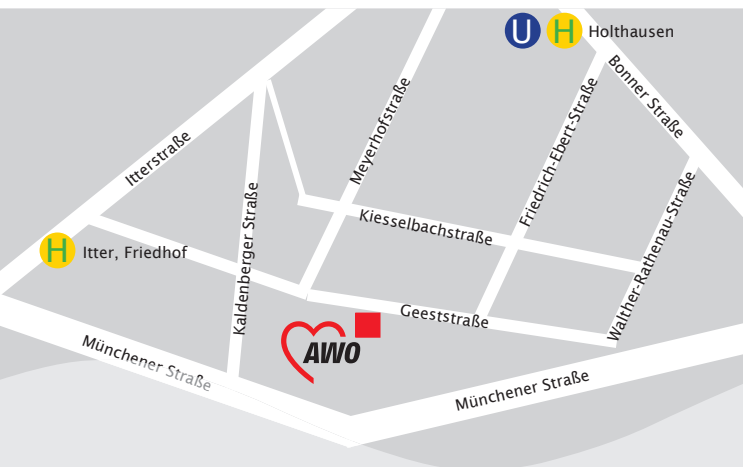 U H Holthausen
Bonner Straße
Meyerhofstraße
Friedrich-Ebert-Straße
Itterstraße
Kaldenberger Straße
Kiesselbachstraße
Walther-Rathenau-Straße
H Itter, Friedhof
Geeststraße
AWO
Münchener Straße
Münchener Straße